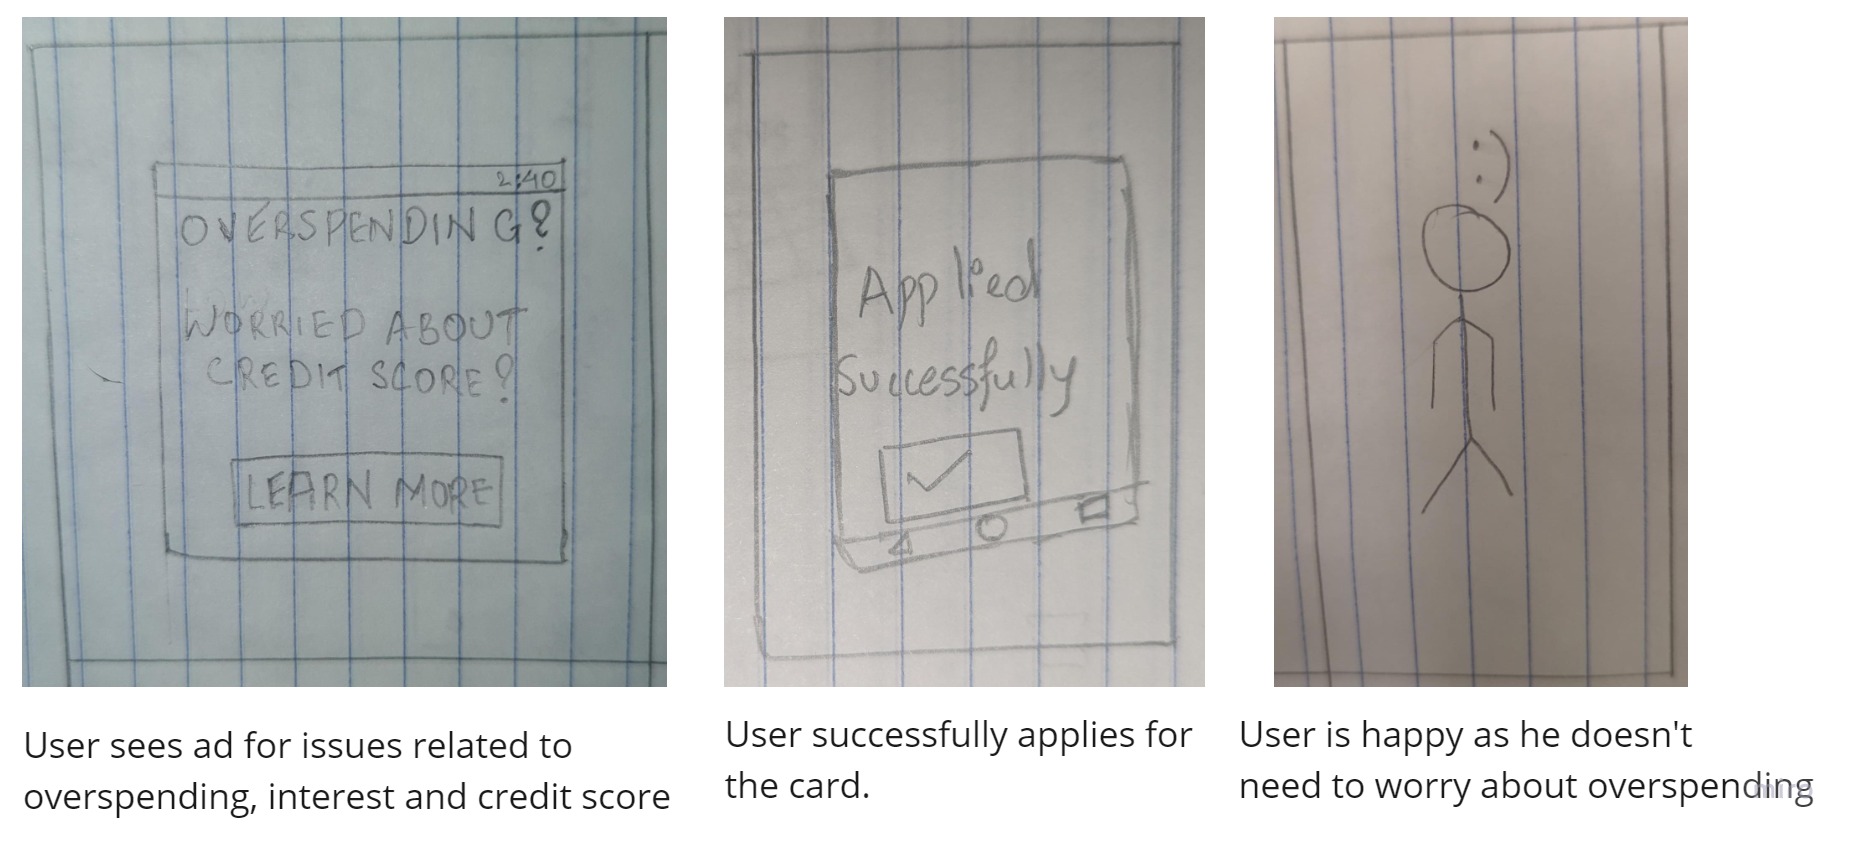 2:40
OVERSPENDING?
WORRIED ABOUT
CREDIT SCORE?
LEARN MORE
Applied
Successfully
:)
User sees ad for issues related to
overspending, interest and credit score
User successfully applies for
the card.
User is happy as he doesn't
need to worry about overspending
miro